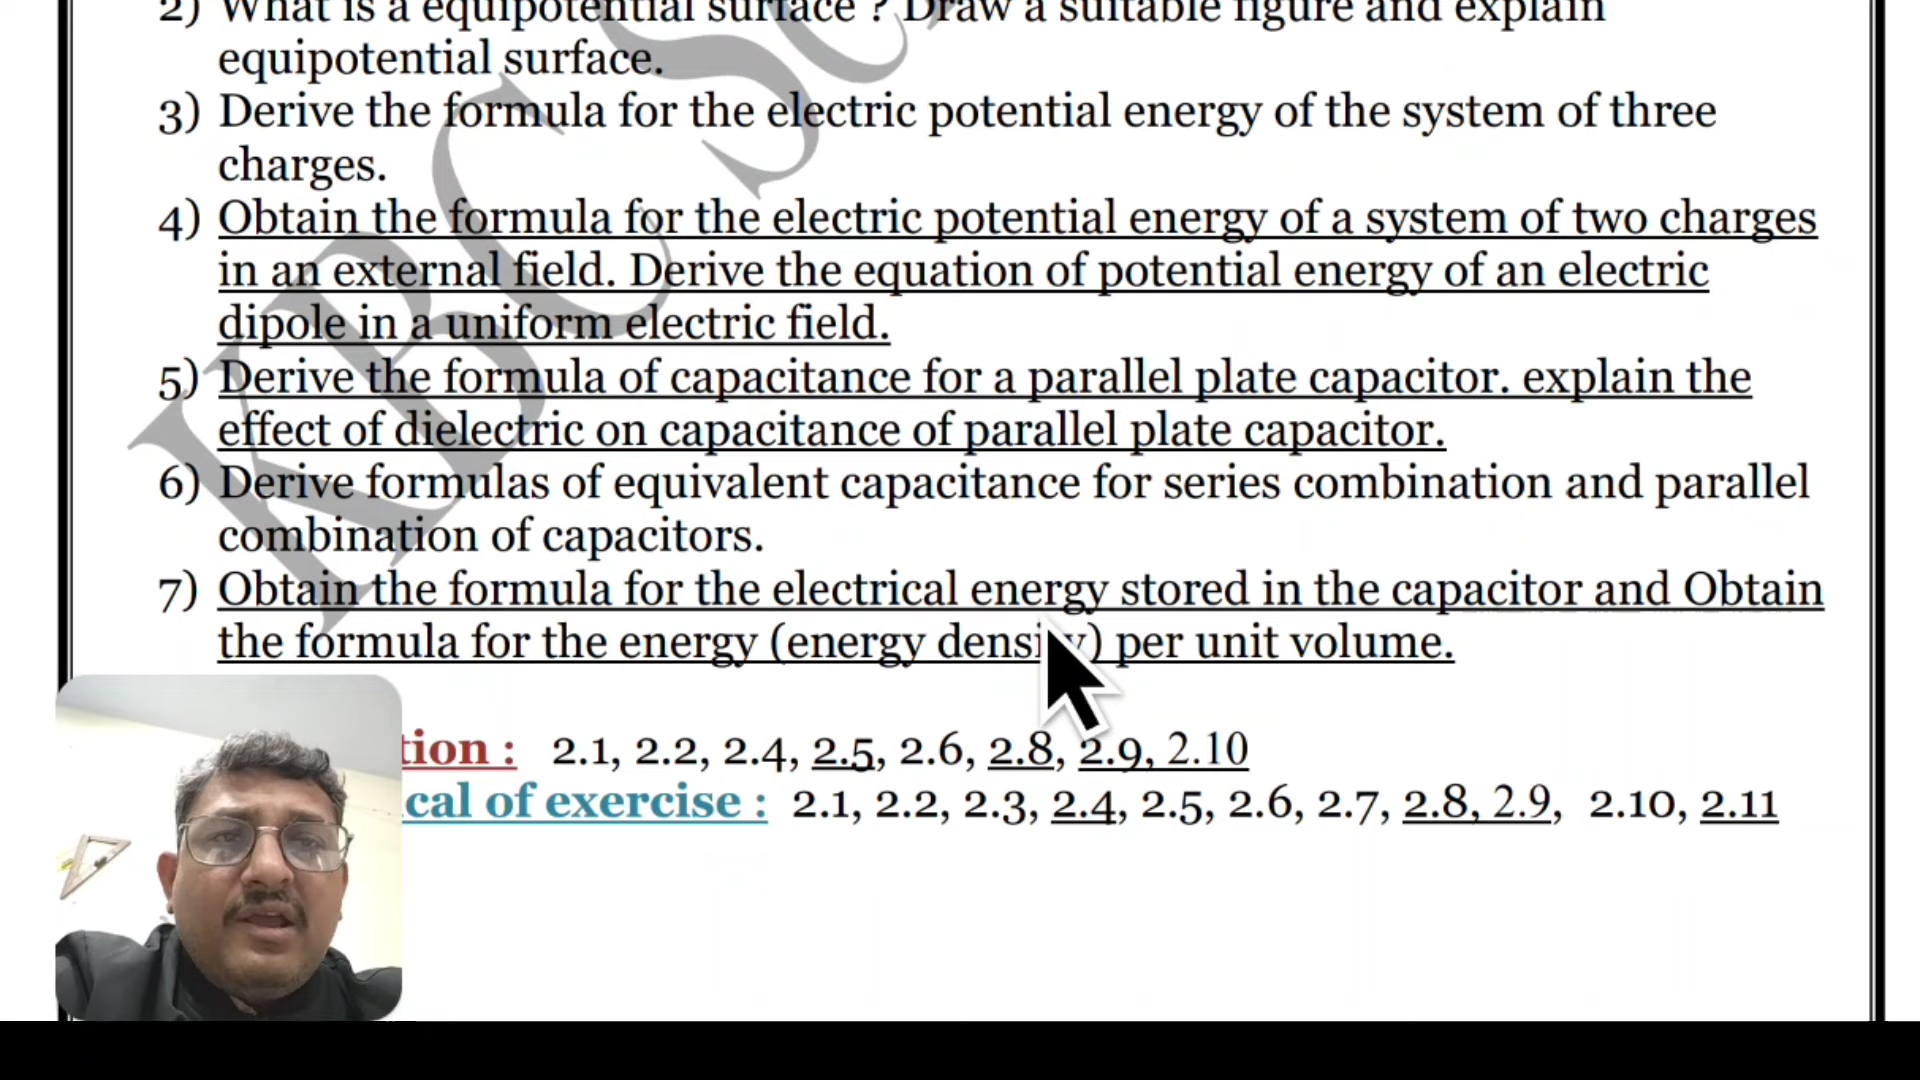 2) What is a equipotential surface ? Draw a suitable figure and explain
equipotential surface.
3) Derive the formula for the electric potential energy of the system of three
charges.
4) Obtain the formula for the electric potential energy of a system of two charges
in an external field. Derive the equation of potential energy of an electric
dipole in a uniform electric field.
5) Derive the formula of capacitance for a parallel plate capacitor. explain the
effect of dielectric on capacitance of parallel plate capacitor.
6) Derive formulas of equivalent capacitance for series combination and parallel
combination of capacitors.
7) Obtain the formula for the electrical energy stored in the capacitor and Obtain
the formula for the energy (energy density) per unit volume.
tion : 2.1, 2.2, 2.4, 2.5, 2.6, 2.8, 2.9, 2.10
cal of exercise : 2.1, 2.2, 2.3, 2.4, 2.5, 2.6, 2.7, 2.8, 2.9, 2.10, 2.11
KBC Sc